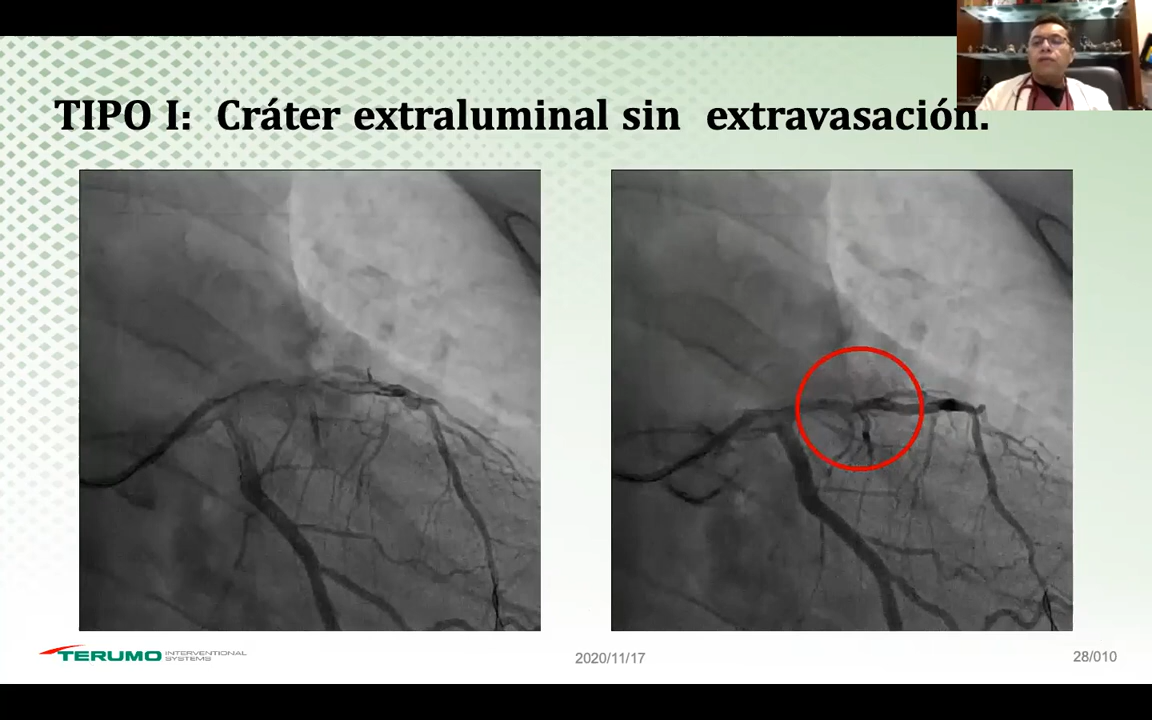 TIPO I: Cráter extraluminal sin extravasación.
TERUMO INTERVENTIONAL SYSTEMS
2020/11/17
28/010